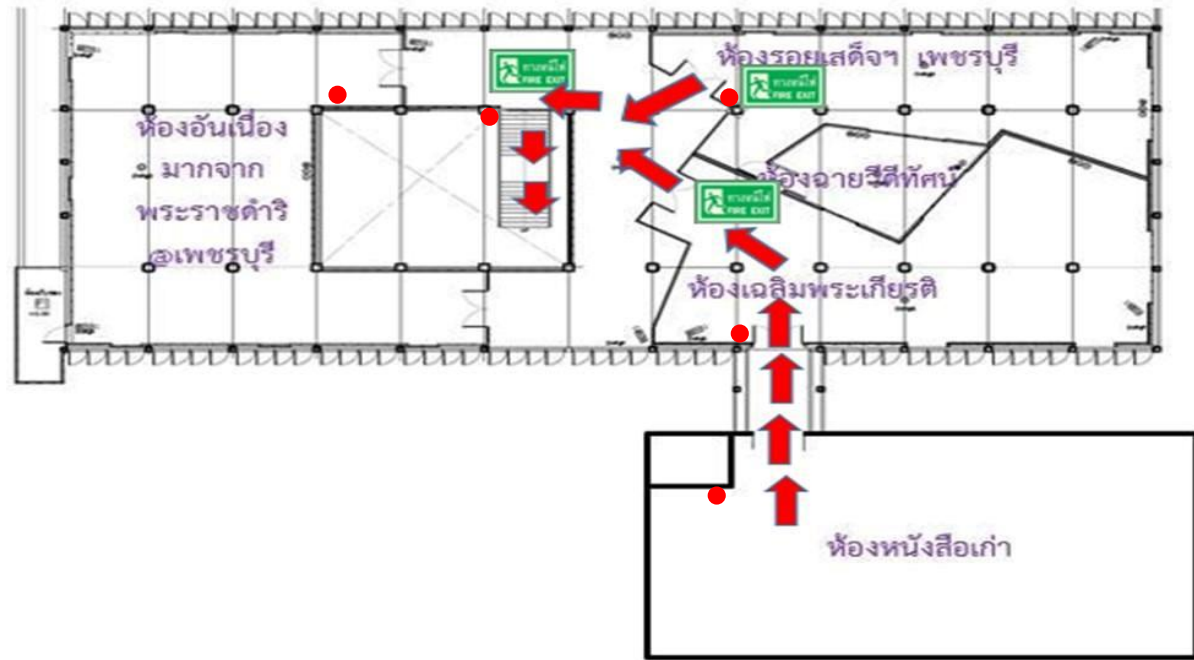 ทางหนีไฟ
FIRE EXIT
ห้องรอยเสด็จฯ เพชรบุรี
ทางหนีไฟ
FIRE EXIT
ห้องอันเนื่อง
มากจาก
พระราชดำริ
@เพชรบุรี
ห้องฉายวีดีทัศน์
ทางหนีไฟ
FIRE EXIT
ห้องเฉลิมพระเกียรติ
ห้องหนังสือเก่า